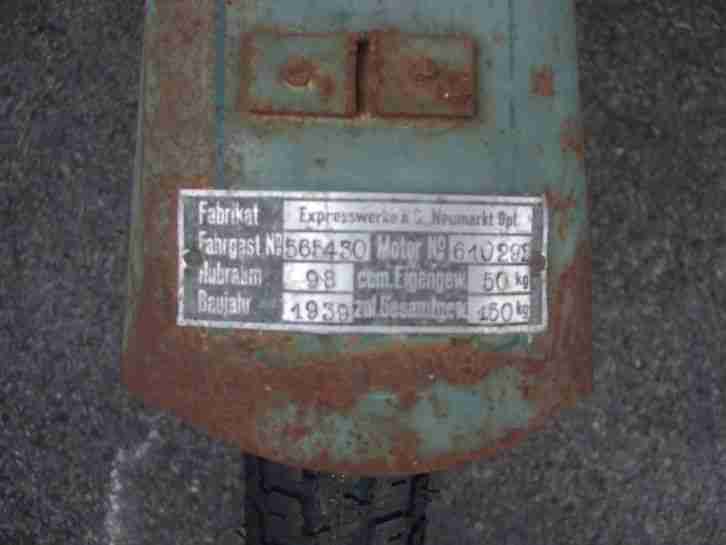 Fabrikat Expresswerke A.G. Neumarkt Opf.
Fahrgest.No 565430 Motor No 610292
Hubraum 98 ccm. Eigengew. 50 kg
Baujahr 1939 zul. Gesamtgew. 150 kg